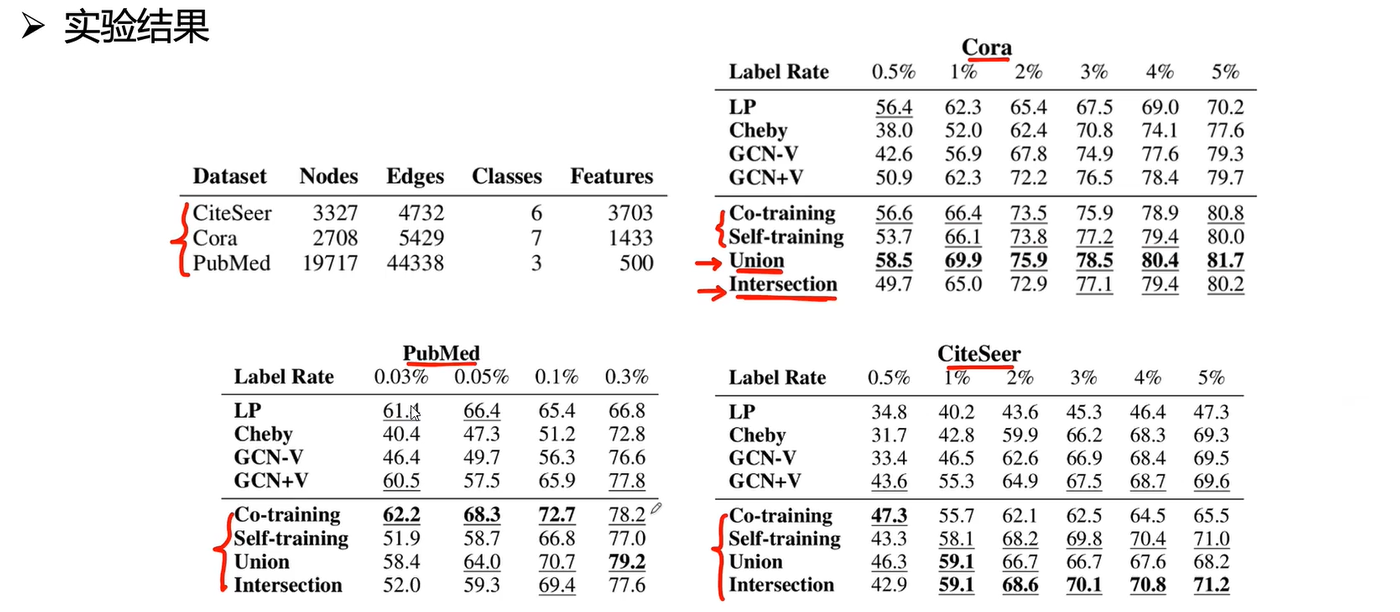 ➢ 实验结果
Dataset Nodes Edges Classes Features
CiteSeer 3327 4732 6 3703
Cora 2708 5429 7 1433
PubMed 19717 44338 3 500
Cora
Label Rate 0.5% 1% 2% 3% 4% 5%
LP 56.4 62.3 65.4 67.5 69.0 70.2
Cheby 38.0 52.0 62.4 70.8 74.1 77.6
GCN-V 42.6 56.9 67.8 74.9 77.6 79.3
GCN+V 50.9 62.3 72.2 76.5 78.4 79.7
Co-training 56.6 66.4 73.5 75.9 78.9 80.8
Self-training 53.7 66.1 73.8 77.2 79.4 80.0
Union 58.5 69.9 75.9 78.5 80.4 81.7
Intersection 49.7 65.0 72.9 77.1 79.4 80.2
PubMed
Label Rate 0.03% 0.05% 0.1% 0.3%
LP 66.4 65.4 66.8
Cheby 40.4 47.3 51.2 72.8
GCN-V 46.4 49.7 56.3 76.6
GCN+V 60.5 57.5 65.9 77.8
Co-training 62.2 68.3 72.7 78.2
Self-training 51.9 58.7 66.8 77.0
Union 58.4 64.0 70.7 79.2
Intersection 52.0 59.3 69.4 77.6
CiteSeer
Label Rate 0.5% 1% 2% 3% 4% 5%
LP 34.8 40.2 43.6 45.3 46.4 47.3
Cheby 31.7 42.8 59.9 66.2 68.3 69.3
GCN-V 33.4 46.5 62.6 66.9 68.4 69.5
GCN+V 43.6 55.3 64.9 67.5 68.7 69.6
Co-training 47.3 55.7 62.1 62.5 64.5 65.5
Self-training 43.3 58.1 68.2 69.8 70.4 71.0
Union 46.3 59.1 66.7 66.7 67.6 68.2
Intersection 42.9 59.1 68.6 70.1 70.8 71.2